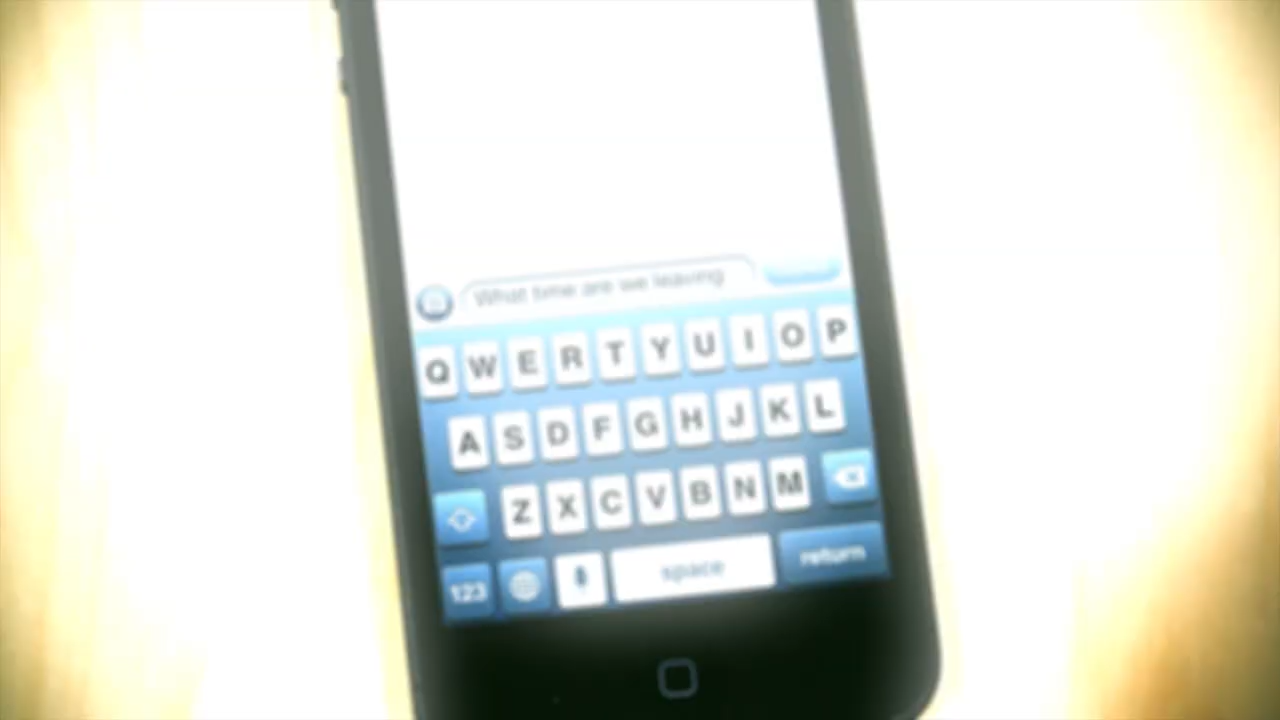 What time are we leaving
Q W E R T Y U I O P
A S D F G H J K L
Z X C V B N M
123 space return